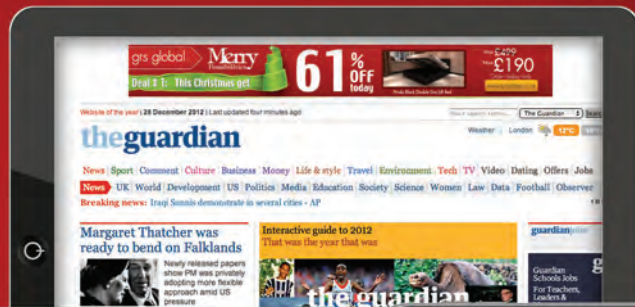 grs global Merry
Deal # 1: This Christmas get
61% OFF today
Was £499
Now £190
Website of the year | 28 December 2012 | Last updated four minutes ago
The Guardian
theguardian
Weather London 12°C
News Sport Comment Culture Business Money Life & style Travel Environment Tech TV Video Dating Offers Jobs
News UK World Development US Politics Media Education Society Science Women Law Data Football Observer
Breaking news: Iraqi Sunnis demonstrate in several cities - AP
Margaret Thatcher was
ready to bend on Falklands
Newly released papers
show PM was privately
adopting more flexible
approach amid US
pressure
Interactive guide to 2012
That was the year that was
the guardian
guardianjobs
Guardian
Schools Jobs
For Teachers,
Leaders &